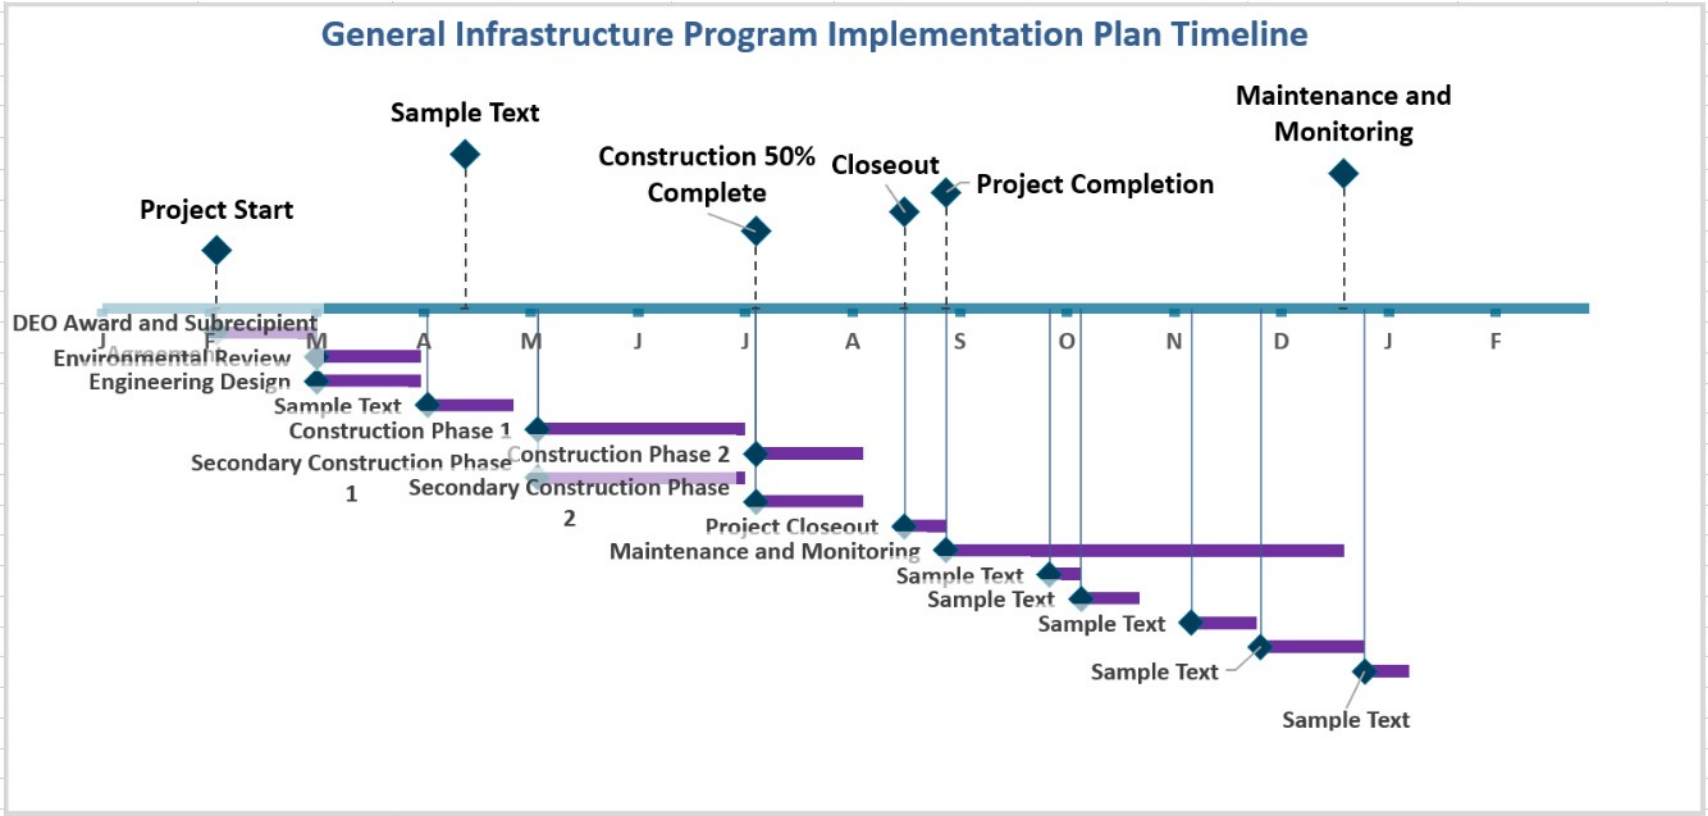 General Infrastructure Program Implementation Plan Timeline
Maintenance and
Monitoring
Sample Text
Construction 50%
Complete
Closeout
Project Completion
Project Start
DEO Award and Subrecipient
Agreement
J F M A M J J A S O N D J F
Environmental Review
Engineering Design
Sample Text
Construction Phase 1
Construction Phase 2
Secondary Construction Phase
1
Secondary Construction Phase
2
Project Closeout
Maintenance and Monitoring
Sample Text
Sample Text
Sample Text
Sample Text
Sample Text